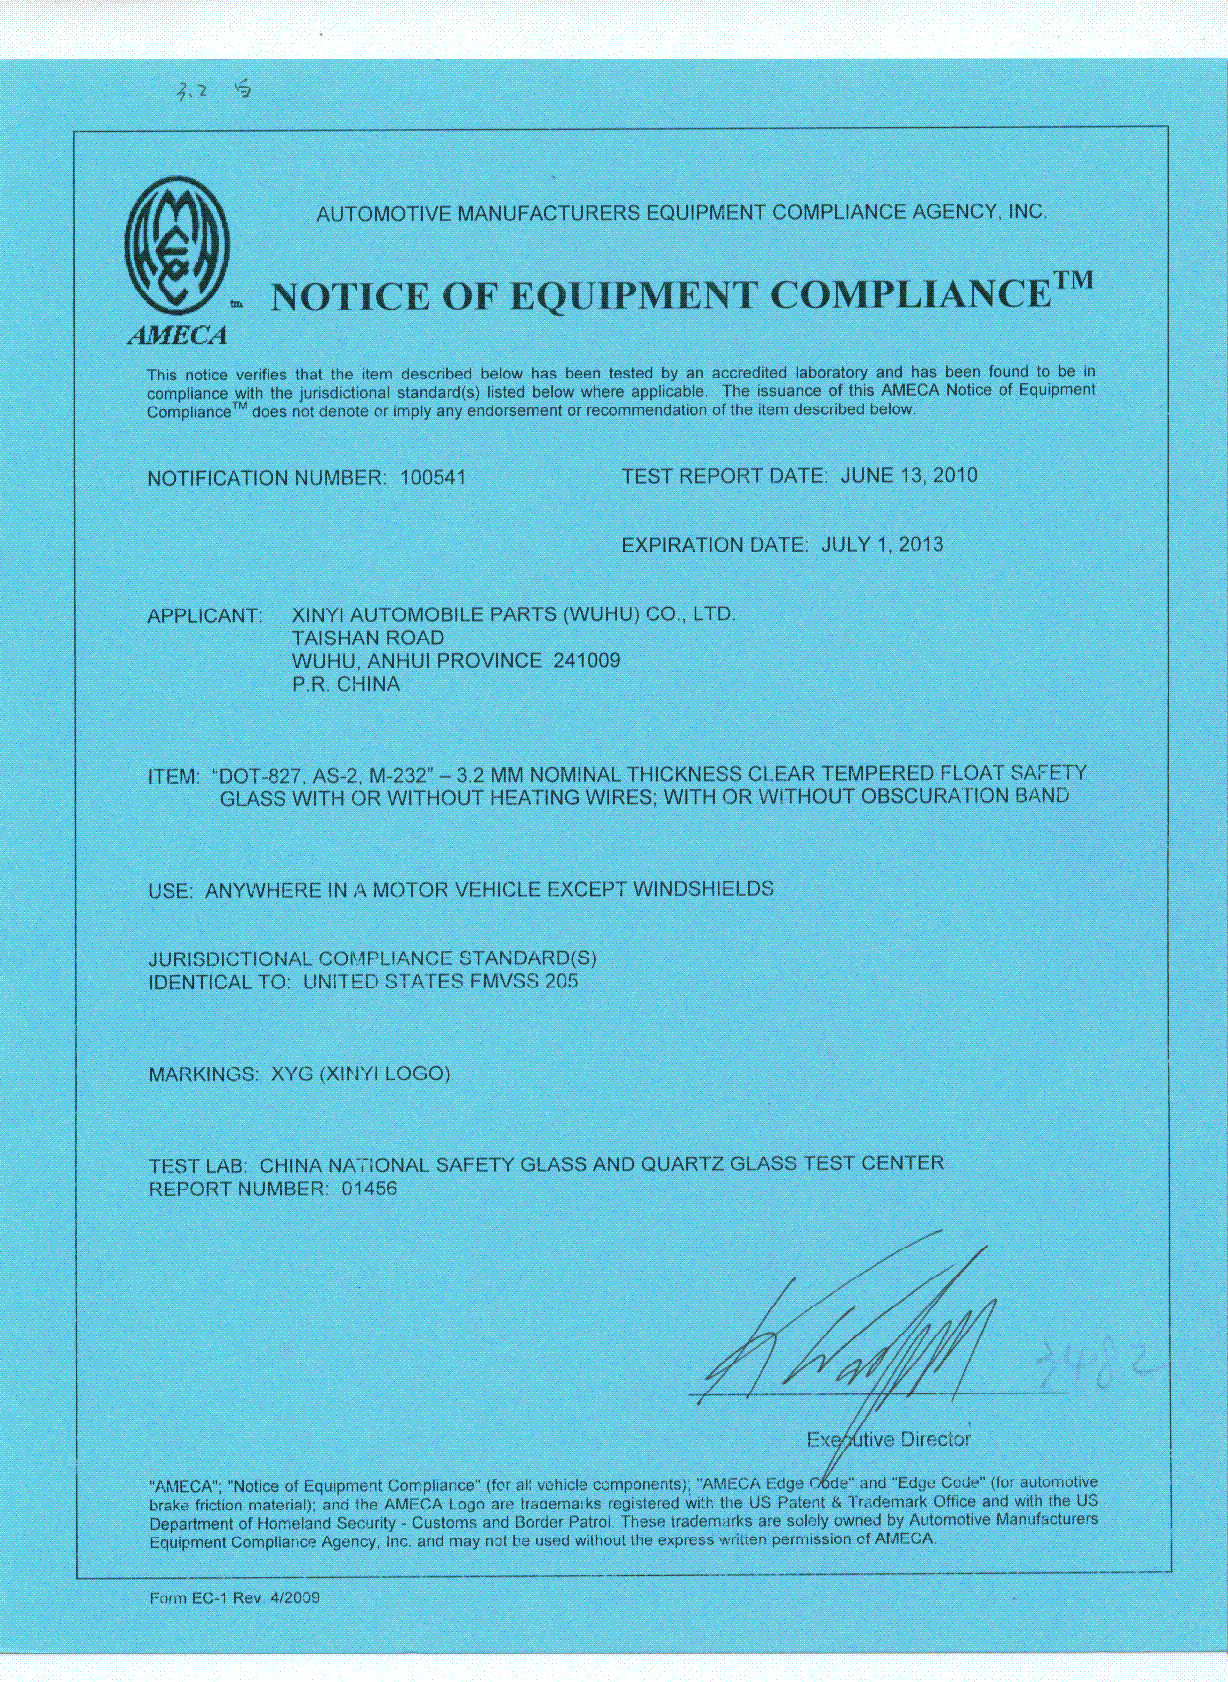 3.2 白
AUTOMOTIVE MANUFACTURERS EQUIPMENT COMPLIANCE AGENCY, INC.
NOTICE OF EQUIPMENT COMPLIANCE™
tm.
AMECA
This notice verifies that the item described below has been tested by an accredited laboratory and has been found to be in
compliance with the jurisdictional standard(s) listed below where applicable. The issuance of this AMECA Notice of Equipment
Compliance™ does not denote or imply any endorsement or recommendation of the item described below.
NOTIFICATION NUMBER: 100541 TEST REPORT DATE: JUNE 13, 2010
EXPIRATION DATE: JULY 1, 2013
APPLICANT: XINYI AUTOMOBILE PARTS (WUHU) CO., LTD.
TAISHAN ROAD
WUHU, ANHUI PROVINCE 241009
P.R. CHINA
ITEM: "DOT-827, AS-2, M-232" – 3.2 MM NOMINAL THICKNESS CLEAR TEMPERED FLOAT SAFETY
GLASS WITH OR WITHOUT HEATING WIRES; WITH OR WITHOUT OBSCURATION BAND
USE: ANYWHERE IN A MOTOR VEHICLE EXCEPT WINDSHIELDS
JURISDICTIONAL COMPLIANCE STANDARD(S)
IDENTICAL TO: UNITED STATES FMVSS 205
MARKINGS: XYG (XINYI LOGO)
TEST LAB: CHINA NATIONAL SAFETY GLASS AND QUARTZ GLASS TEST CENTER
REPORT NUMBER: 01456
3482
Executive Director
"AMECA"; "Notice of Equipment Compliance" (for all vehicle components); "AMECA Edge Code" and "Edge Code" (for automotive
brake friction material); and the AMECA Logo are trademarks registered with the US Patent & Trademark Office and with the US
Department of Homeland Security - Customs and Border Patrol. These trademarks are solely owned by Automotive Manufacturers
Equipment Compliance Agency, Inc. and may not be used without the express written permission of AMECA.
Form EC-1 Rev. 4/2009